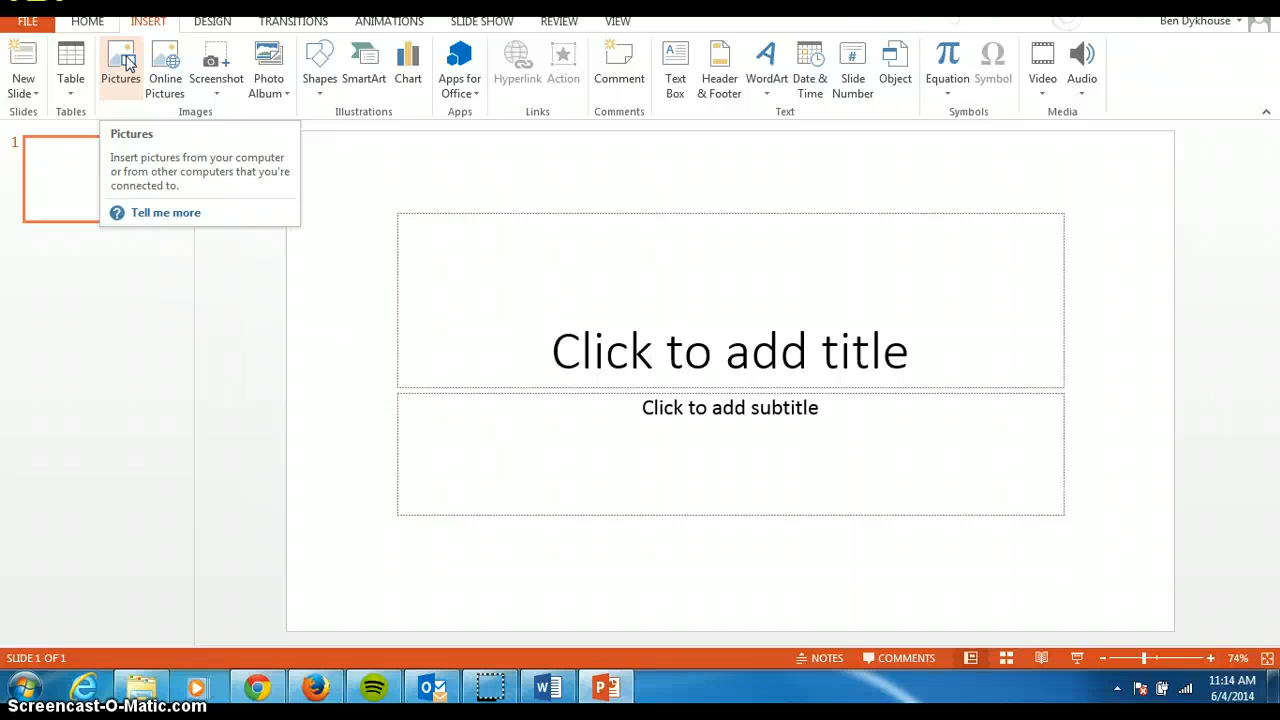 FILE HOME INSERT DESIGN TRANSITIONS ANIMATIONS SLIDE SHOW REVIEW VIEW Ben Dykhouse
New Slide
Table
Pictures
Online Pictures
Screenshot
Photo Album
Shapes
SmartArt
Chart
Apps for Office
Hyperlink
Action
Comment
Text Box
Header & Footer
WordArt
Date & Time
Slide Number
Object
Equation
Symbol
Video
Audio
Slides Tables Images Illustrations Apps Links Comments Text Symbols Media
Pictures
Insert pictures from your computer
or from other computers that you're
connected to.
? Tell me more
1
Click to add title
Click to add subtitle
SLIDE 1 OF 1 NOTES COMMENTS 74%
11:14 AM
6/4/2014
Screencast-O-Matic.com